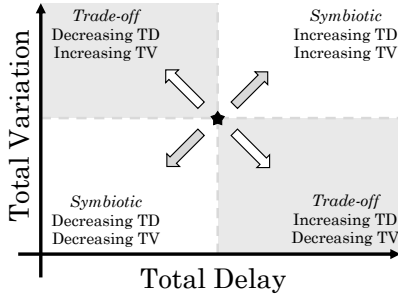 Trade-off
Decreasing TD
Increasing TV
Symbiotic
Increasing TD
Increasing TV
Total Variation
Symbiotic
Decreasing TD
Decreasing TV
Trade-off
Increasing TD
Decreasing TV
Total Delay